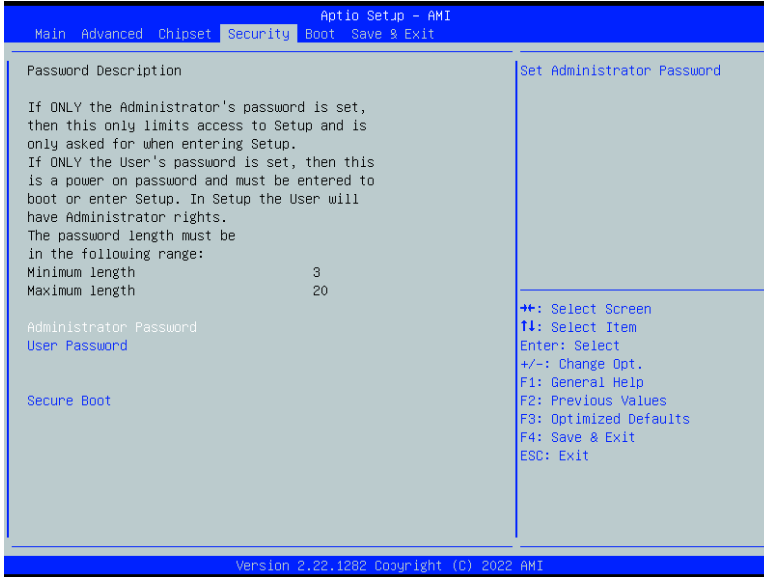 Aptio Setup – AMI
Main Advanced Chipset Security Boot Save & Exit
Password Description
If ONLY the Administrator's password is set,
then this only limits access to Setup and is
only asked for when entering Setup.
If ONLY the User's password is set, then this
is a power on password and must be entered to
boot or enter Setup. In Setup the User will
have Administrator rights.
The password length must be
in the following range:
Minimum length 3
Maximum length 20
Administrator Password
User Password
Secure Boot
Set Administrator Password
→←: Select Screen
↑↓: Select Item
Enter: Select
+/-: Change Opt.
F1: General Help
F2: Previous Values
F3: Optimized Defaults
F4: Save & Exit
ESC: Exit
Version 2.22.1282 Copyright (C) 2022 AMI